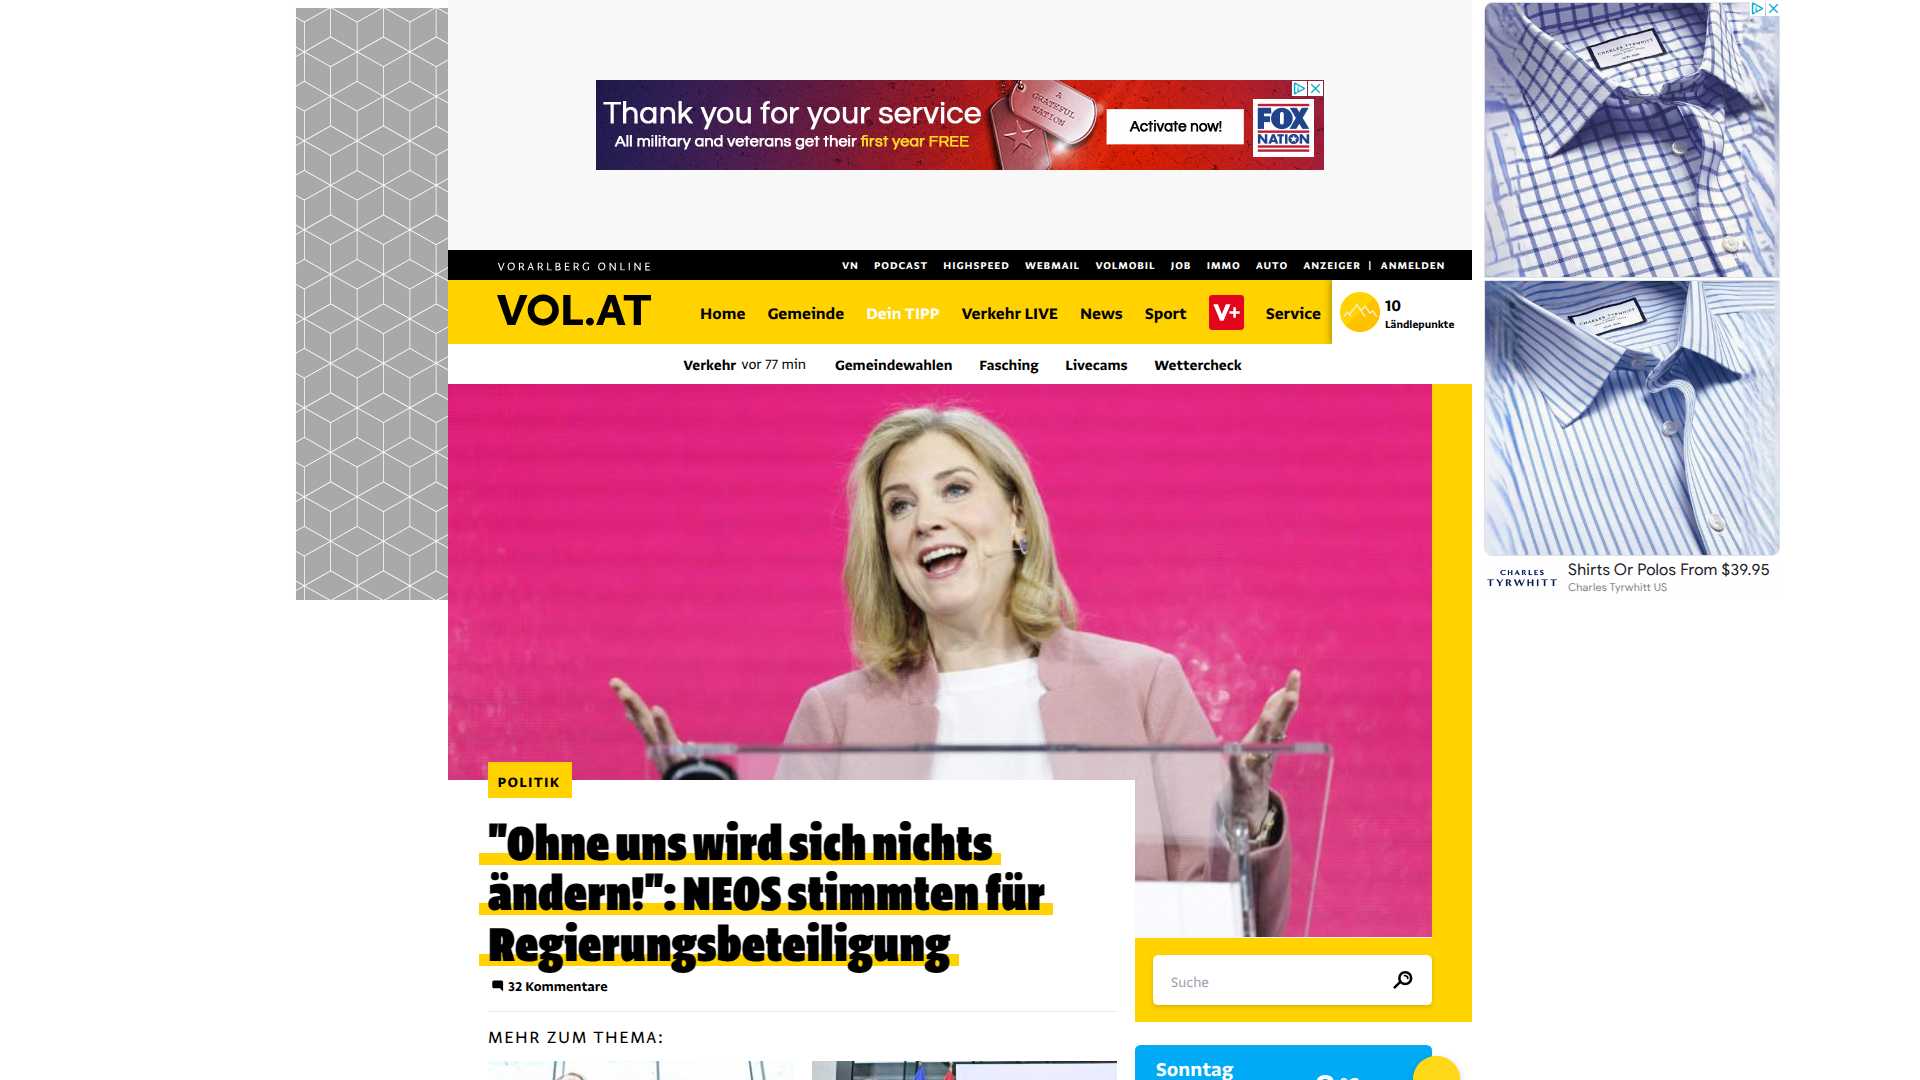 Thank you for your service
All military and veterans get their first year FREE
A GRATEFUL NATION
Activate now!
FOX NATION
CHARLES TYRWHITT
VORARLBERG ONLINE
VN PODCAST HIGHSPEED WEBMAIL VOLMOBIL JOB IMMO AUTO ANZEIGER | ANMELDEN
VOL.AT
Home Gemeinde Dein TIPP Verkehr LIVE News Sport V+ Service
10
Ländlepunkte
Verkehr vor 77 min Gemeindewahlen Fasching Livecams Wettercheck
CHARLES TYRWHITT
Shirts Or Polos From $39.95
Charles Tyrwhitt US
POLITIK
"Ohne uns wird sich nichts
ändern!": NEOS stimmten für
Regierungsbeteiligung
32 Kommentare
Suche
MEHR ZUM THEMA:
Sonntag